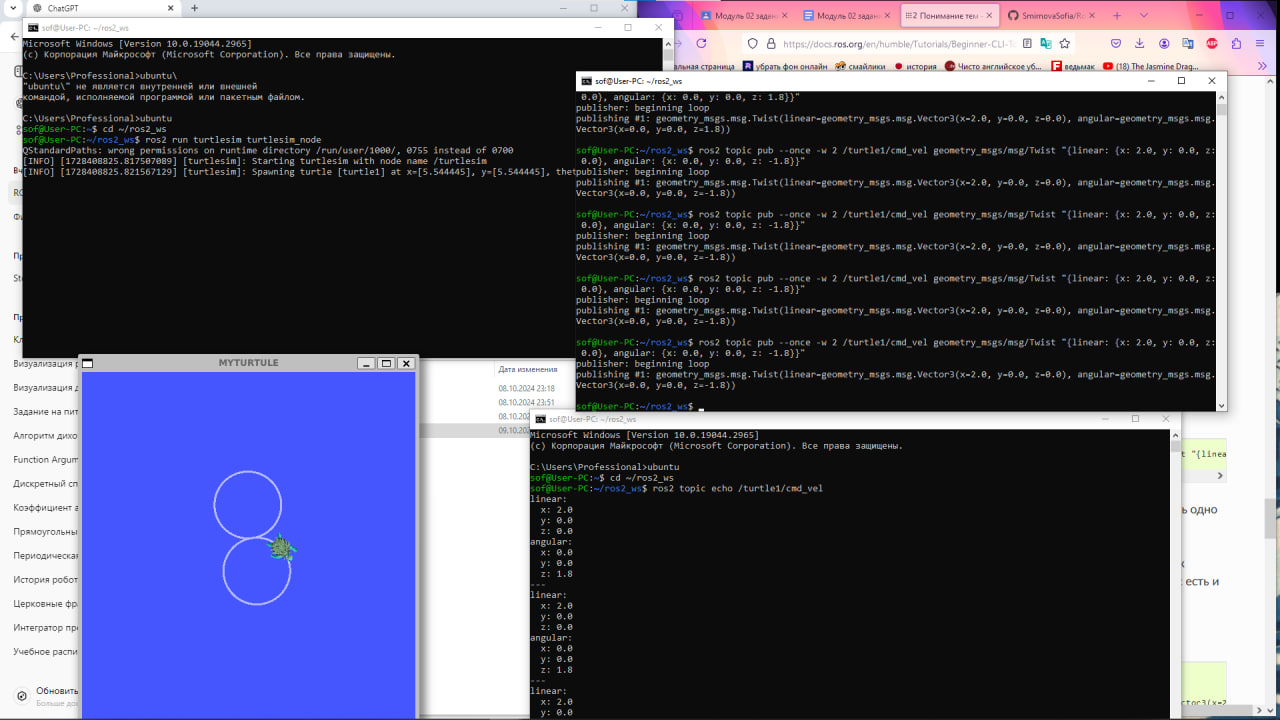 ChatGPT
sof@User-PC: ~/ros2_ws
Microsoft Windows [Version 10.0.19044.2965]
(c) Корпорация Майкрософт (Microsoft Corporation). Все права защищены.
C:\Users\Professional>ubuntu\
"ubuntu\" не является внутренней или внешней
командой, исполняемой программой или пакетным файлом.
C:\Users\Professional>ubuntu
sof@User-PC:~$ cd ~/ros2_ws
sof@User-PC:~/ros2_ws$ ros2 run turtlesim turtlesim_node
QStandardPaths: wrong permissions on runtime directory /run/user/1000/, 0755 instead of 0700
[INFO] [1728408825.817507089] [turtlesim]: Starting turtlesim with node name /turtlesim
[INFO] [1728408825.821567129] [turtlesim]: Spawning turtle [turtle1] at x=[5.544445], y=[5.544445], thet
Модуль 02 задани
Модуль 02 задани
Понимание тем —
SmirnovaSofia/Ro
https://docs.ros.org/en/humble/Tutorials/Beginner-CLI-To
альная страница
убрать фон онлайн
смайлики
история
Чисто английское уб...
ведьмак
(18) The Jasmine Drag...
sof@User-PC: ~/ros2_ws
0.0}, angular: {x: 0.0, y: 0.0, z: 1.8}}"
publisher: beginning loop
publishing #1: geometry_msgs.msg.Twist(linear=geometry_msgs.msg.Vector3(x=2.0, y=0.0, z=0.0), angular=geometry_msgs.msg.
Vector3(x=0.0, y=0.0, z=1.8))
sof@User-PC:~/ros2_ws$ ros2 topic pub --once -w 2 /turtle1/cmd_vel geometry_msgs/msg/Twist "{linear: {x: 2.0, y: 0.0, z:
0.0}, angular: {x: 0.0, y: 0.0, z: -1.8}}"
publisher: beginning loop
publishing #1: geometry_msgs.msg.Twist(linear=geometry_msgs.msg.Vector3(x=2.0, y=0.0, z=0.0), angular=geometry_msgs.msg.
Vector3(x=0.0, y=0.0, z=-1.8))
sof@User-PC:~/ros2_ws$ ros2 topic pub --once -w 2 /turtle1/cmd_vel geometry_msgs/msg/Twist "{linear: {x: 2.0, y: 0.0, z:
0.0}, angular: {x: 0.0, y: 0.0, z: -1.8}}"
publisher: beginning loop
publishing #1: geometry_msgs.msg.Twist(linear=geometry_msgs.msg.Vector3(x=2.0, y=0.0, z=0.0), angular=geometry_msgs.msg.
Vector3(x=0.0, y=0.0, z=-1.8))
sof@User-PC:~/ros2_ws$ ros2 topic pub --once -w 2 /turtle1/cmd_vel geometry_msgs/msg/Twist "{linear: {x: 2.0, y: 0.0, z:
0.0}, angular: {x: 0.0, y: 0.0, z: -1.8}}"
publisher: beginning loop
publishing #1: geometry_msgs.msg.Twist(linear=geometry_msgs.msg.Vector3(x=2.0, y=0.0, z=0.0), angular=geometry_msgs.msg.
Vector3(x=0.0, y=0.0, z=-1.8))
sof@User-PC:~/ros2_ws$ ros2 topic pub --once -w 2 /turtle1/cmd_vel geometry_msgs/msg/Twist "{linear: {x: 2.0, y: 0.0, z:
0.0}, angular: {x: 0.0, y: 0.0, z: -1.8}}"
publisher: beginning loop
publishing #1: geometry_msgs.msg.Twist(linear=geometry_msgs.msg.Vector3(x=2.0, y=0.0, z=0.0), angular=geometry_msgs.msg.
Vector3(x=0.0, y=0.0, z=-1.8))
sof@User-PC:~/ros2_ws$
MYTURTULE
Дата изменения
08.10.2024 23:18
08.10.2024 23:51
08.10.202
09.10.202
Визуализация р
Визуализация д
Задание на пит
Алгоритм дихо
Function Argum
Дискретный сп
Коэффициент а
Прямоугольны
Периодическая
История робот
Церковные фра
Интегратор про
Учебное распи
Обновить
Больше дос
sof@User-PC: ~/ros2_ws
Microsoft Windows [Version 10.0.19044.2965]
(c) Корпорация Майкрософт (Microsoft Corporation). Все права защищены.
C:\Users\Professional>ubuntu
sof@User-PC:~$ cd ~/ros2_ws
sof@User-PC:~/ros2_ws$ ros2 topic echo /turtle1/cmd_vel
linear:
x: 2.0
y: 0.0
z: 0.0
angular:
x: 0.0
y: 0.0
z: 1.8
---
linear:
x: 2.0
y: 0.0
z: 0.0
angular:
x: 0.0
y: 0.0
z: 1.8
---
linear:
x: 2.0
y: 0.0
t "{linea
ь одно
к
есть и
ector3(x=2